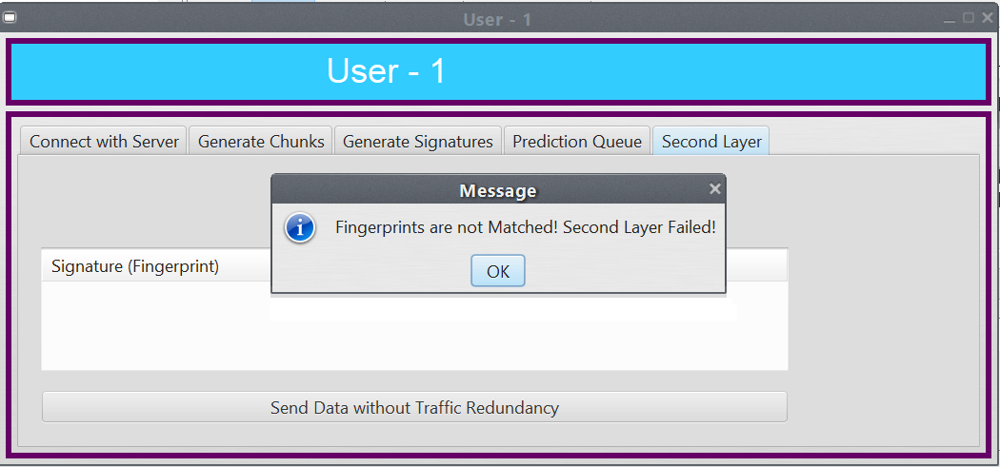 User - 1
User - 1
Connect with Server
Generate Chunks
Generate Signatures
Prediction Queue
Second Layer
Message
Fingerprints are not Matched! Second Layer Failed!
OK
Signature (Fingerprint)
Send Data without Traffic Redundancy